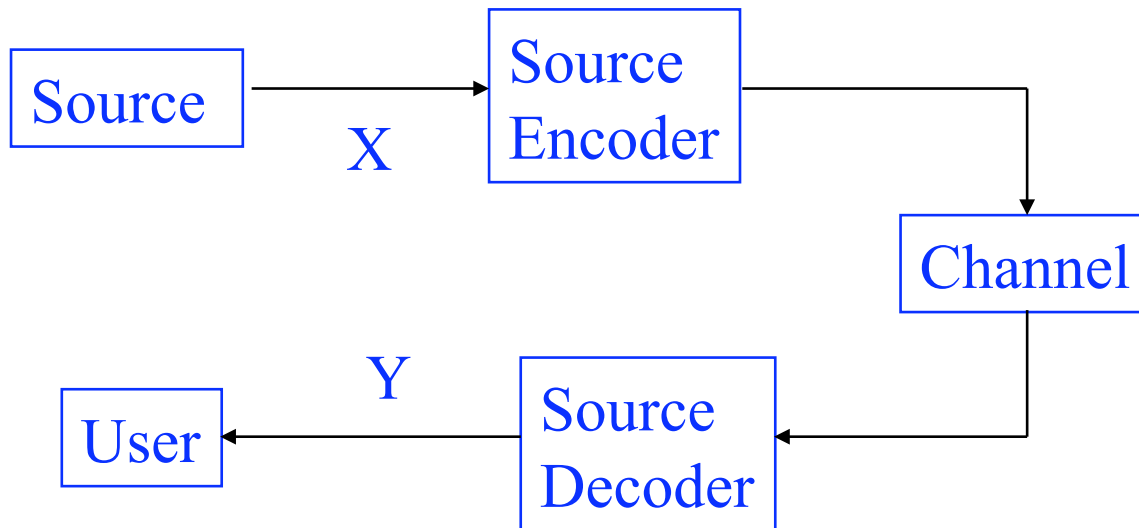 Source
X
Source
Encoder
Channel
Y
User
Source
Decoder